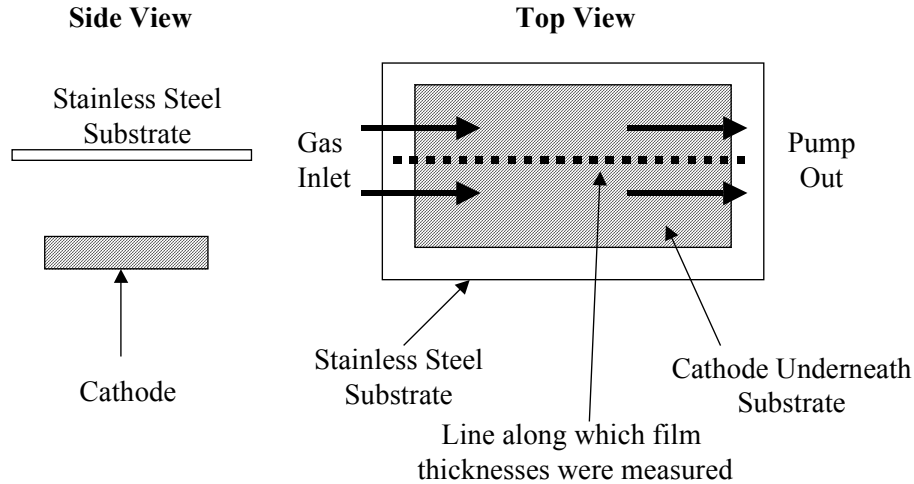 Side View
Top View
Stainless Steel
Substrate
Gas
Inlet
Pump
Out
Cathode
Stainless Steel
Substrate
Cathode Underneath
Substrate
Line along which film
thicknesses were measured